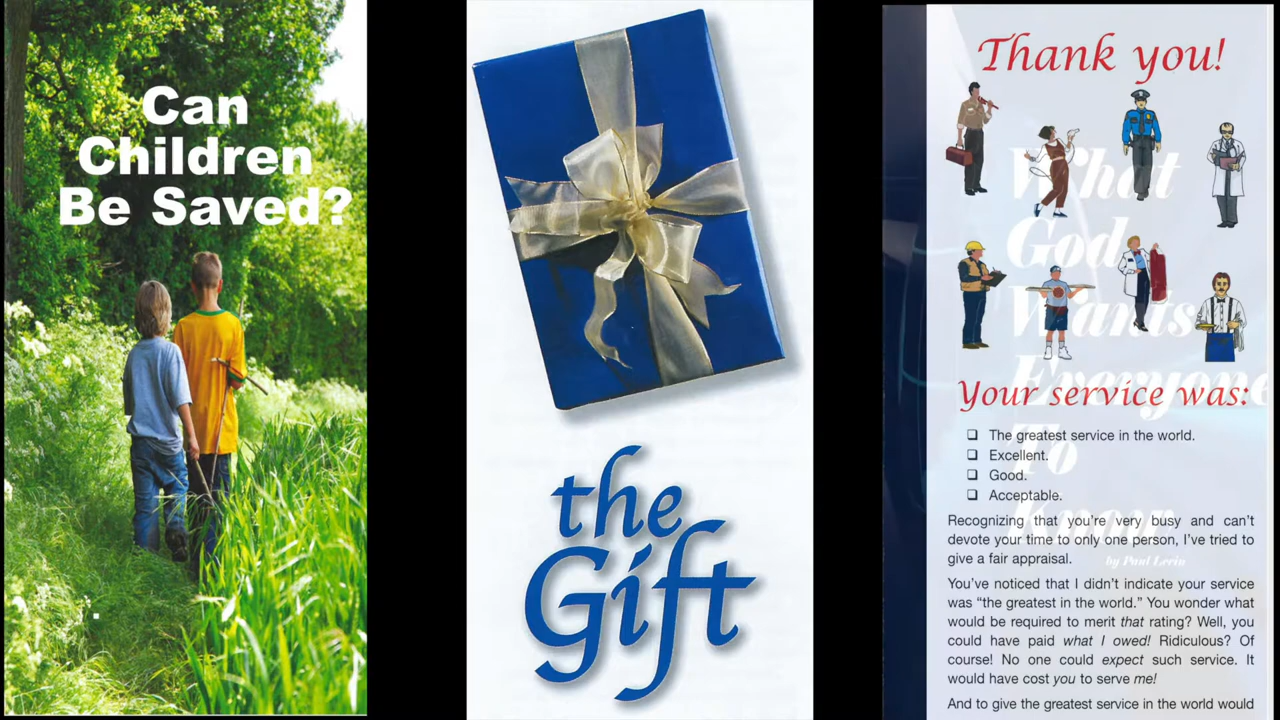 Can
Children
Be Saved?
the
Gift
Thank you!
What
God
Wants
Everyone
To
Know
by Paul Levin
Your service was:
❑ The greatest service in the world.
❑ Excellent.
❑ Good.
❑ Acceptable.
Recognizing that you're very busy and can't
devote your time to only one person, I've tried to
give a fair appraisal.
You've noticed that I didn't indicate your service
was “the greatest in the world.” You wonder what
would be required to merit that rating? Well, you
could have paid what I owed! Ridiculous? Of
course! No one could expect such service. It
would have cost you to serve me!
And to give the greatest service in the world would